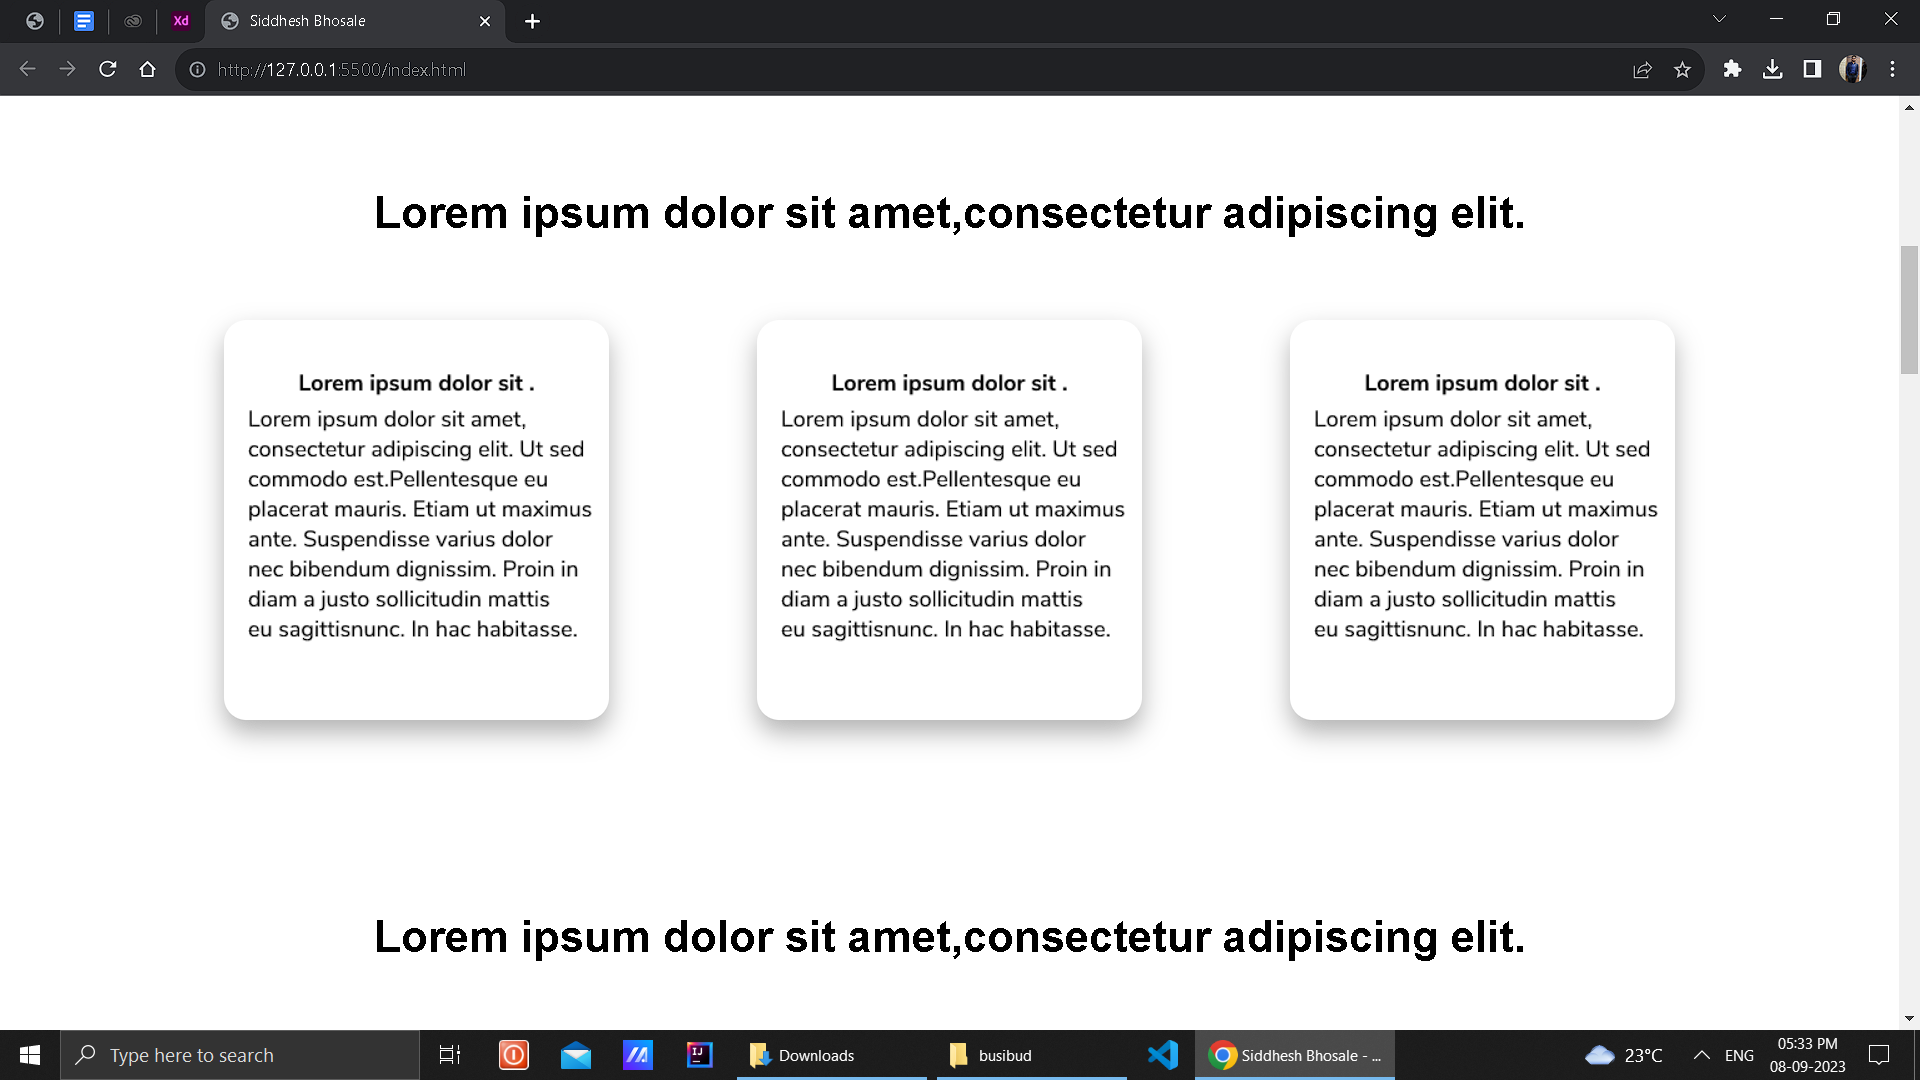 Xd
Siddhesh Bhosale
http://127.0.0.1:5500/index.html
Lorem ipsum dolor sit amet,consectetur adipiscing elit.
Lorem ipsum dolor sit .
Lorem ipsum dolor sit amet,
consectetur adipiscing elit. Ut sed
commodo est.Pellentesque eu
placerat mauris. Etiam ut maximus
ante. Suspendisse varius dolor
nec bibendum dignissim. Proin in
diam a justo sollicitudin mattis
eu sagittisnunc. In hac habitasse.
Lorem ipsum dolor sit .
Lorem ipsum dolor sit amet,
consectetur adipiscing elit. Ut sed
commodo est.Pellentesque eu
placerat mauris. Etiam ut maximus
ante. Suspendisse varius dolor
nec bibendum dignissim. Proin in
diam a justo sollicitudin mattis
eu sagittisnunc. In hac habitasse.
Lorem ipsum dolor sit .
Lorem ipsum dolor sit amet,
consectetur adipiscing elit. Ut sed
commodo est.Pellentesque eu
placerat mauris. Etiam ut maximus
ante. Suspendisse varius dolor
nec bibendum dignissim. Proin in
diam a justo sollicitudin mattis
eu sagittisnunc. In hac habitasse.
Lorem ipsum dolor sit amet,consectetur adipiscing elit.
Type here to search
IJ
Downloads
busibud
Siddhesh Bhosale - ...
23°C
ENG
05:33 PM
08-09-2023